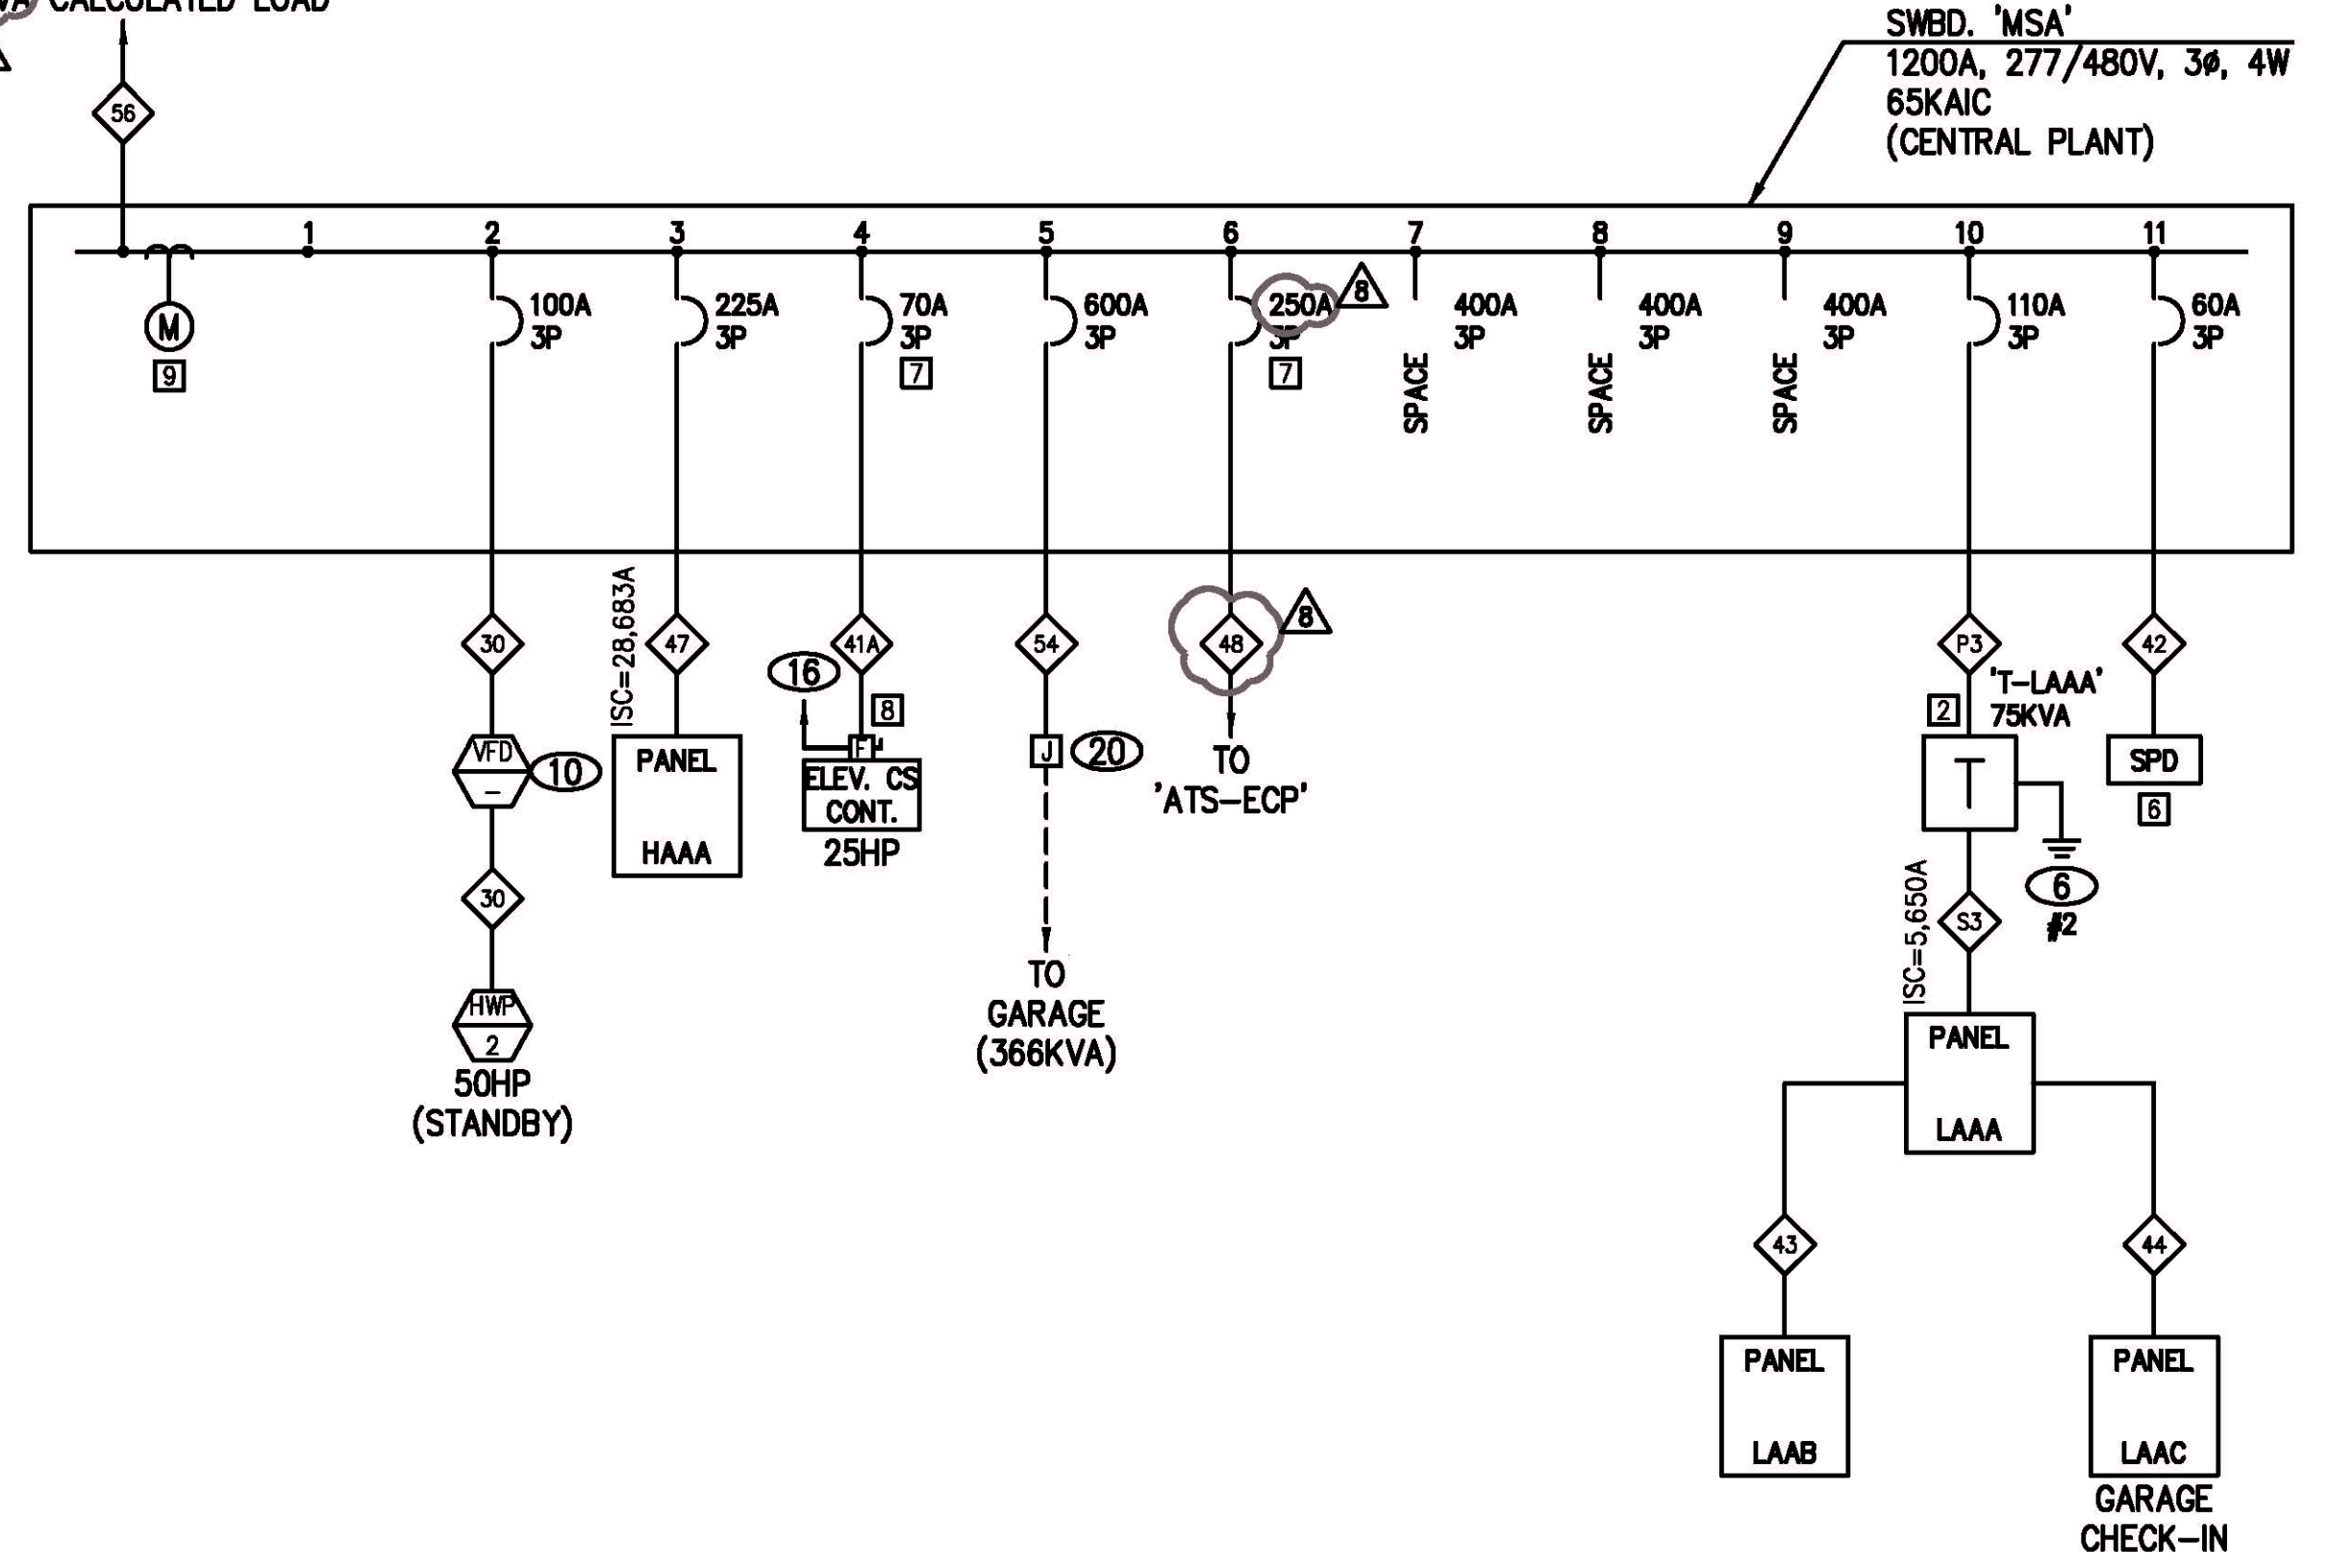 VA CALCULATED LOAD
SWBD. 'MSA'
1200A, 277/480V, 3ø, 4W
65KAIC
(CENTRAL PLANT)
56
1 2 3 4 5 6 7 8 9 10 11
M
9
100A
3P
225A
3P
70A
3P
7
600A
3P
250A
3P
8
7
400A
3P
SPACE
400A
3P
SPACE
400A
3P
SPACE
110A
3P
60A
3P
30
VFD
-
10
30
HWP
2
50HP
(STANDBY)
ISC=28,683A
47
PANEL
HAAA
41A
16
8
F
ELEV. CS
CONT.
25HP
54
J
20
TO
GARAGE
(366KVA)
48
8
TO
'ATS-ECP'
P3
'T-LAAA'
75KVA
2
T
6
#2
ISC=5,650A
S3
PANEL
LAAA
42
SPD
6
43
PANEL
LAAB
44
PANEL
LAAC
GARAGE
CHECK-IN